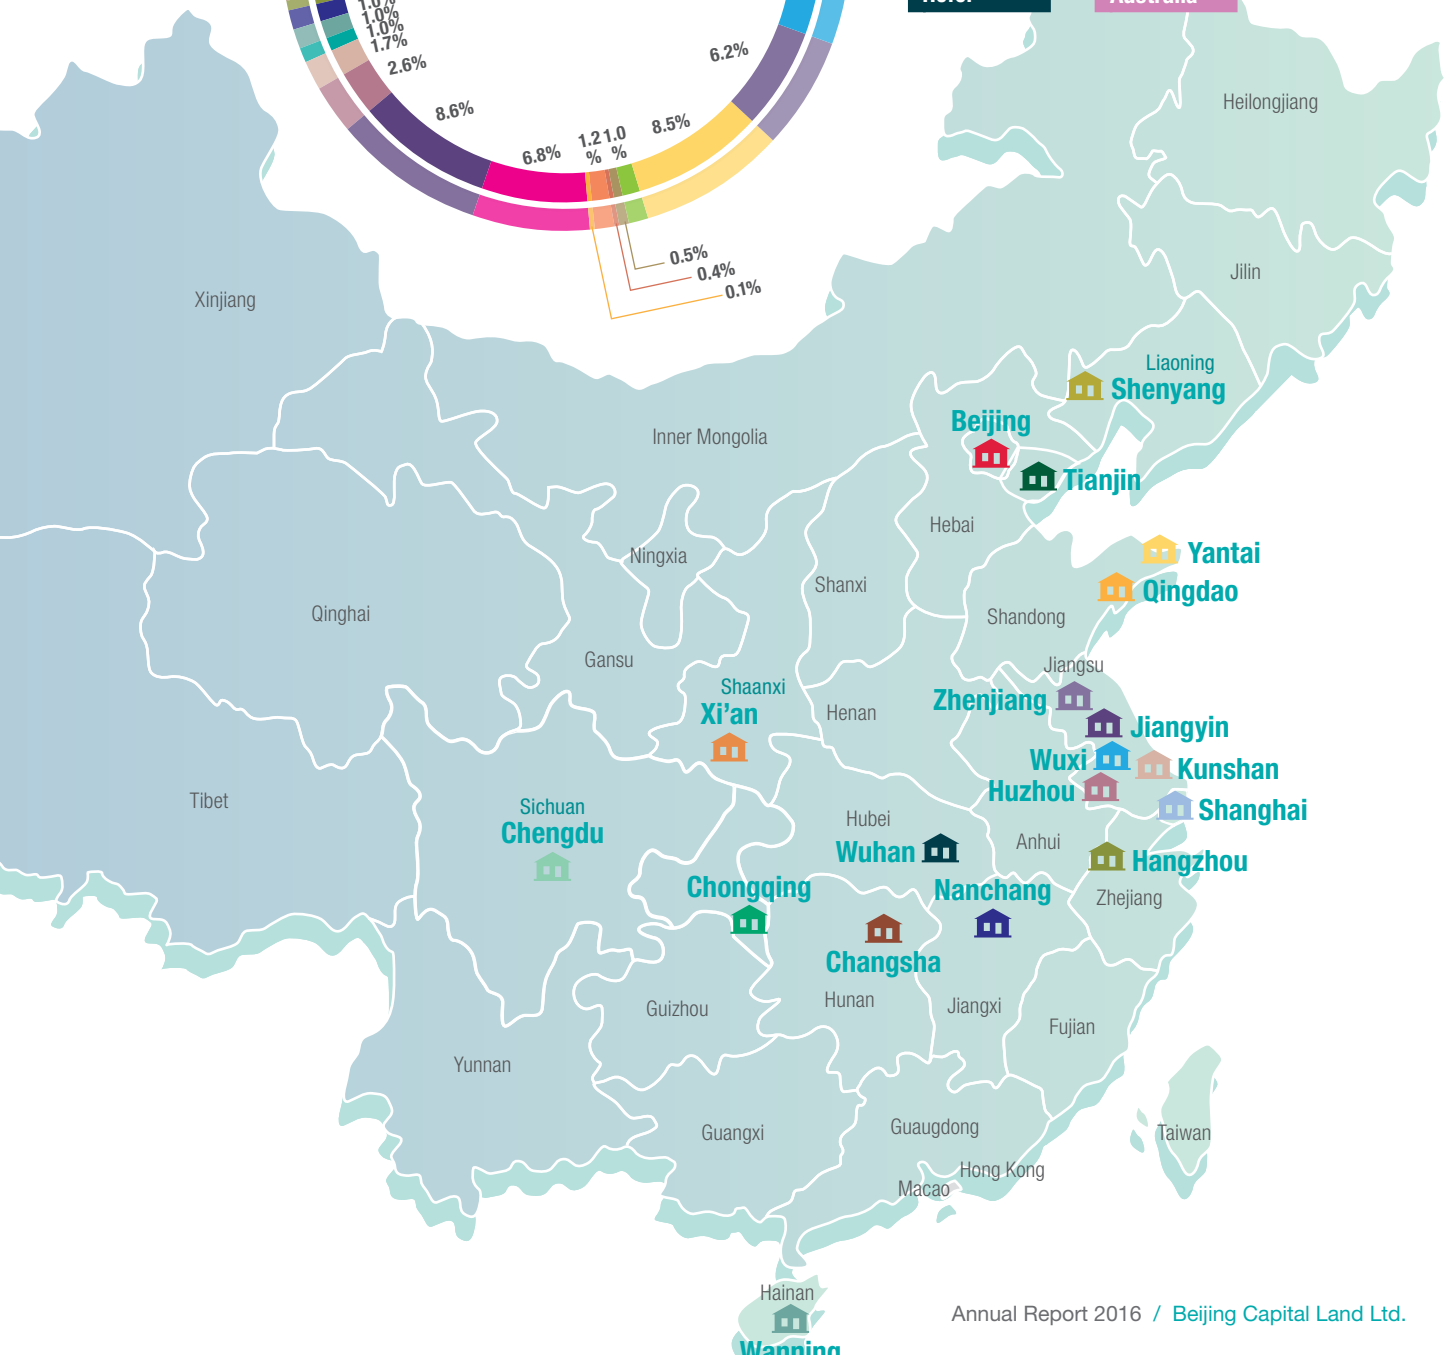 Australia
1.0%
1.0%
1.0%
1.7%
2.6%
8.6%
6.8%
1.2
%
1.0
%
8.5%
6.2%
0.5%
0.4%
0.1%
Heilongjiang
Jilin
Xinjiang
Liaoning
Shenyang
Beijing
Inner Mongolia
Tianjin
Hebai
Yantai
Ningxia
Qingdao
Shanxi
Qinghai
Shandong
Gansu
Jiangsu
Shaanxi
Zhenjiang
Xi’an
Henan
Jiangyin
Wuxi
Kunshan
Huzhou
Tibet
Sichuan
Shanghai
Chengdu
Hubei
Anhui
Wuhan
Hangzhou
Chongqing
Nanchang
Zhejiang
Changsha
Hunan
Jiangxi
Guizhou
Fujian
Yunnan
Guangxi
Guaugdong
Taiwan
Hong Kong
Macao
Hainan
Wanning
Annual Report 2016 / Beijing Capital Land Ltd.